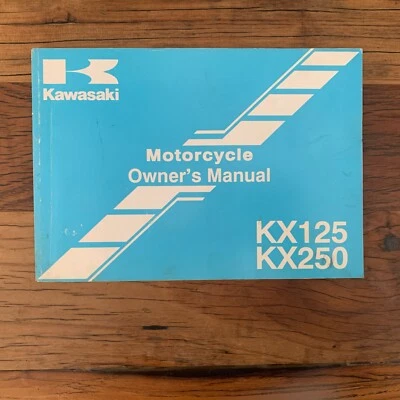 Kawasaki
Motorcycle
Owner's Manual
KX125
KX250